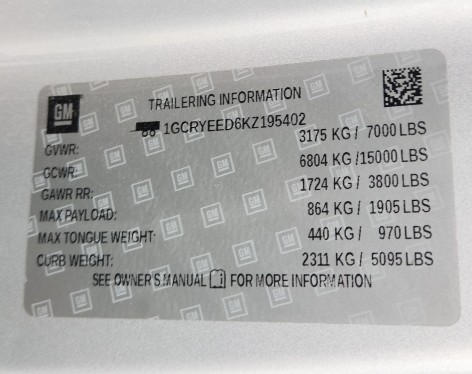 GM
TRAILERING INFORMATION
1GCRYEED6KZ195402
GVWR: 3175 KG / 7000 LBS
GCWR: 6804 KG /15000 LBS
GAWR RR: 1724 KG / 3800 LBS
MAX PAYLOAD: 864 KG / 1905 LBS
MAX TONGUE WEIGHT: 440 KG / 970 LBS
CURB WEIGHT: 2311 KG / 5095 LBS
SEE OWNER'S MANUAL FOR MORE INFORMATION